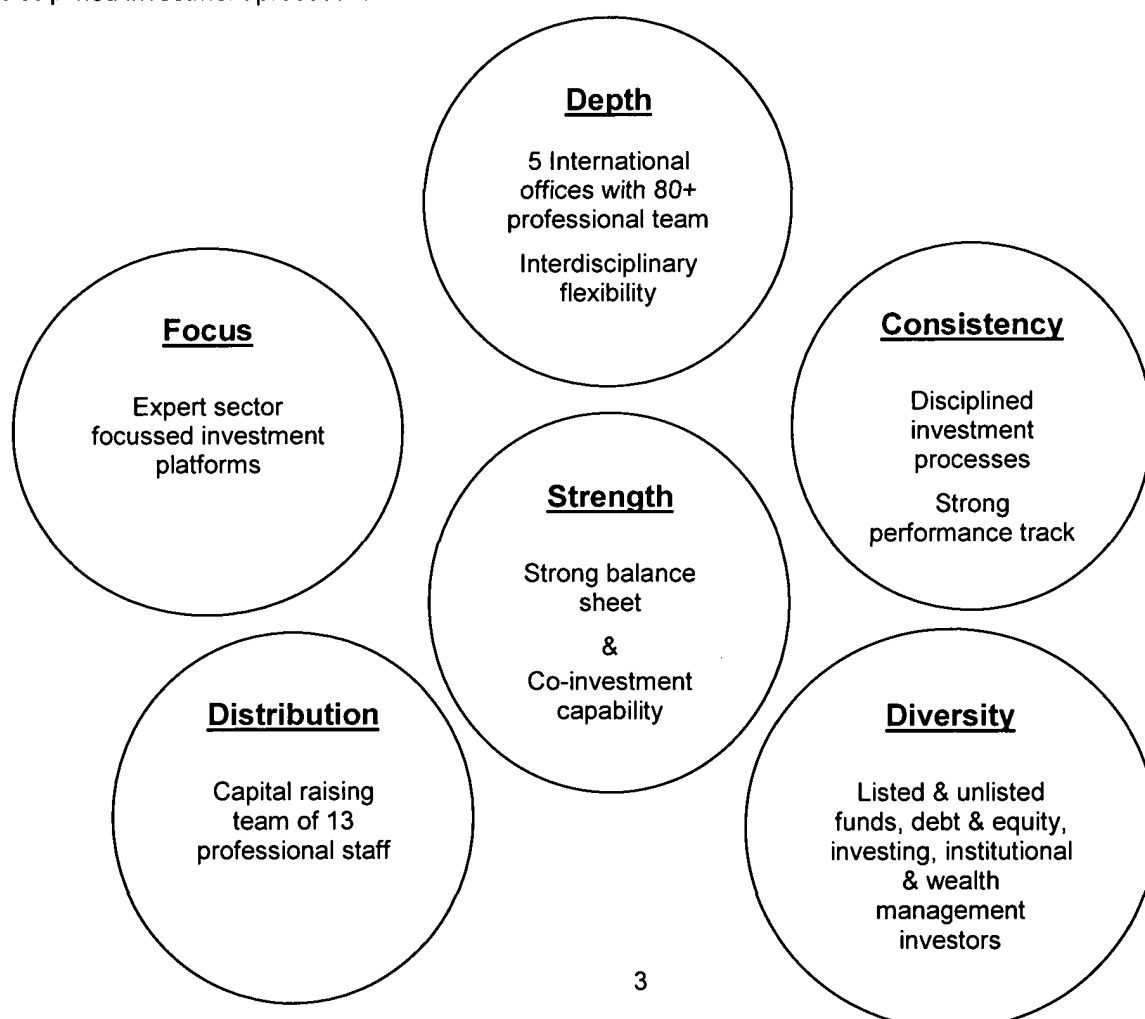 Depth
5 International
offices with 80+
professional team
Interdisciplinary
flexibility
Focus
Expert sector
focussed investment
platforms
Consistency
Disciplined
investment
processes
Strong
performance track
Strength
Strong balance
sheet
&
Co-investment
capability
Distribution
Capital raising
team of 13
professional staff
Diversity
Listed & unlisted
funds, debt & equity,
investing, institutional
& wealth
management
investors
3